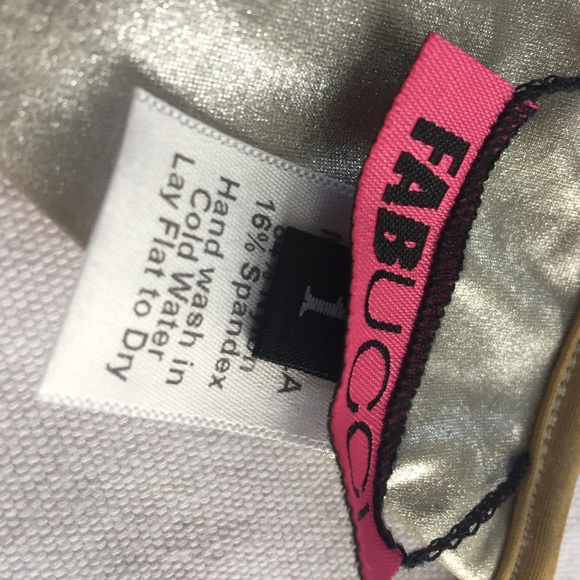 FABUCCI
16% Spandex
Hand wash in
Cold Water
Lay Flat to Dry